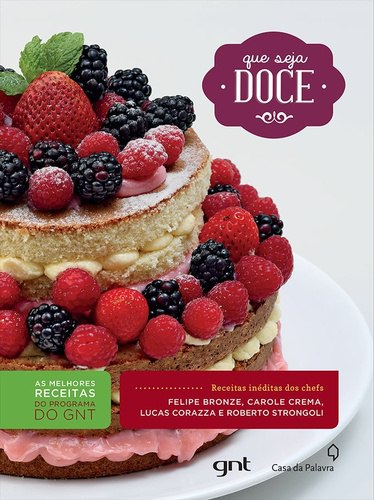 que seja
DOCE
AS MELHORES
RECEITAS
DO PROGRAMA
DO GNT
Receitas inéditas dos chefs
FELIPE BRONZE, CAROLE CREMA,
LUCAS CORAZZA E ROBERTO STRONGOLI
gnt
Casa da Palavra